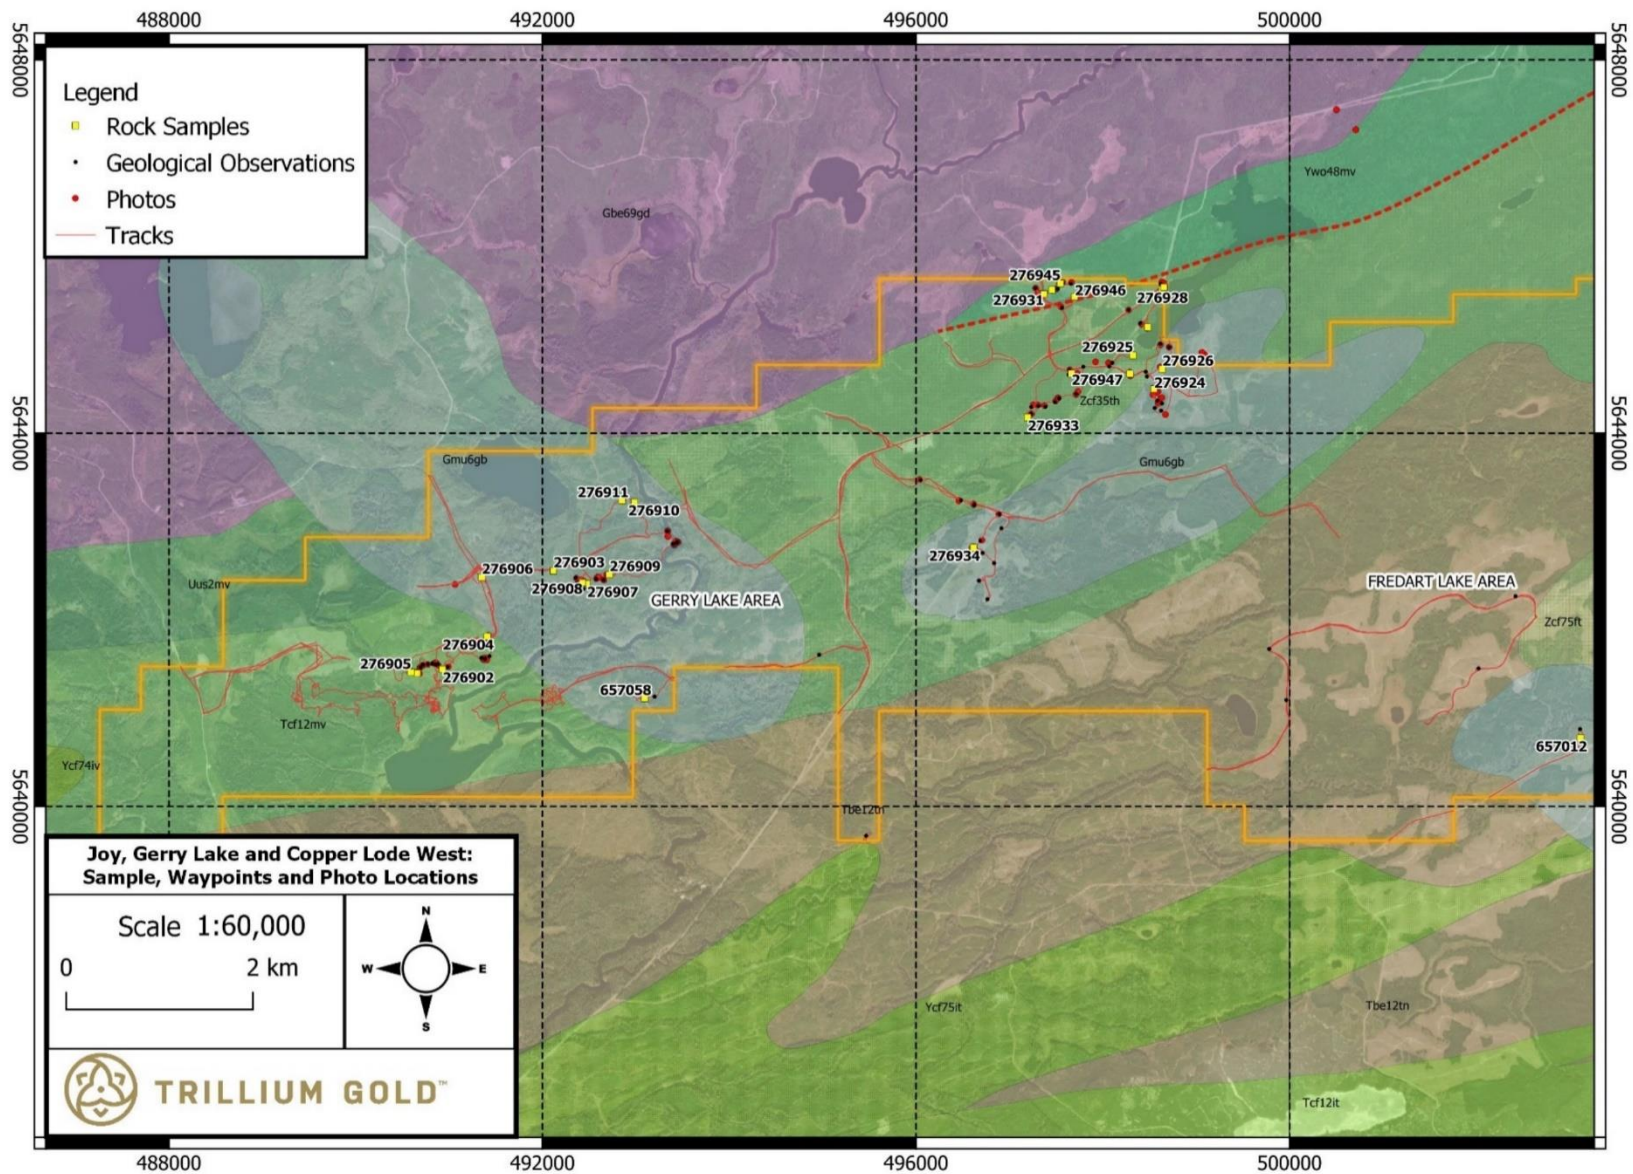 488000
492000
496000
500000
5648000
5648000
Legend
Rock Samples
Geological Observations
Photos
Tracks
Ywo48mv
Gbe69gd
276945
276946
276931
276928
276925
276926
276947
276924
Zcf35th
276933
5644000
5644000
Gmu6gb
Gmu6gb
276911
276910
276934
276903
276909
276906
276908
276907
Uus2mv
GERRY LAKE AREA
FREDART LAKE AREA
Zcf75ft
276904
276905
276902
657058
Tcf12mv
657012
Ycf74iv
5640000
5640000
Tbe12tn
Joy, Gerry Lake and Copper Lode West:
Sample, Waypoints and Photo Locations
Scale 1:60,000
0 2 km
N
W E
S
Ycf75it
Tbe12tn
TRILLIUM GOLD™
Tcf12it
488000
492000
496000
500000